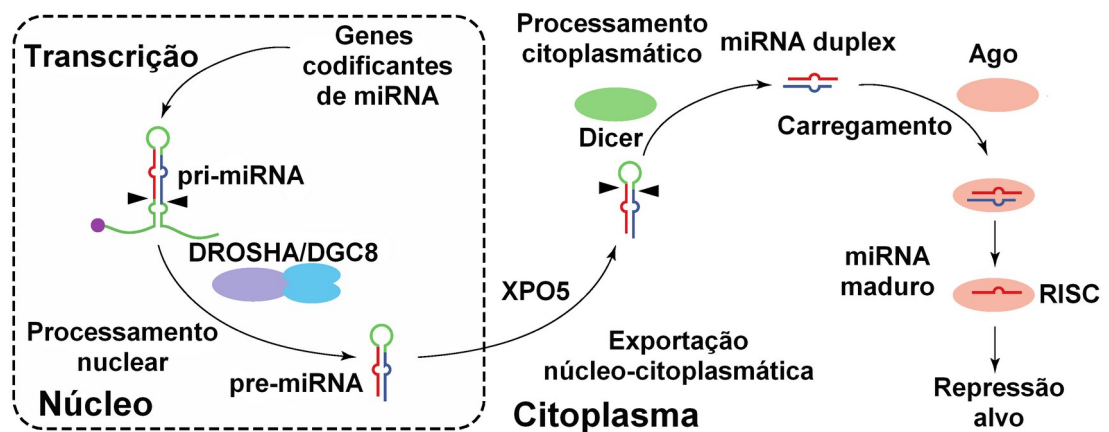 Transcrição
Genes
codificantes
de miRNA
pri-miRNA
DROSHA/DGC8
Processamento
nuclear
pre-miRNA
Núcleo
XPO5
Exportação
núcleo-citoplasmática
Citoplasma
Processamento
citoplasmático
Dicer
miRNA duplex
Carregamento
Ago
miRNA
maduro
RISC
Repressão
alvo